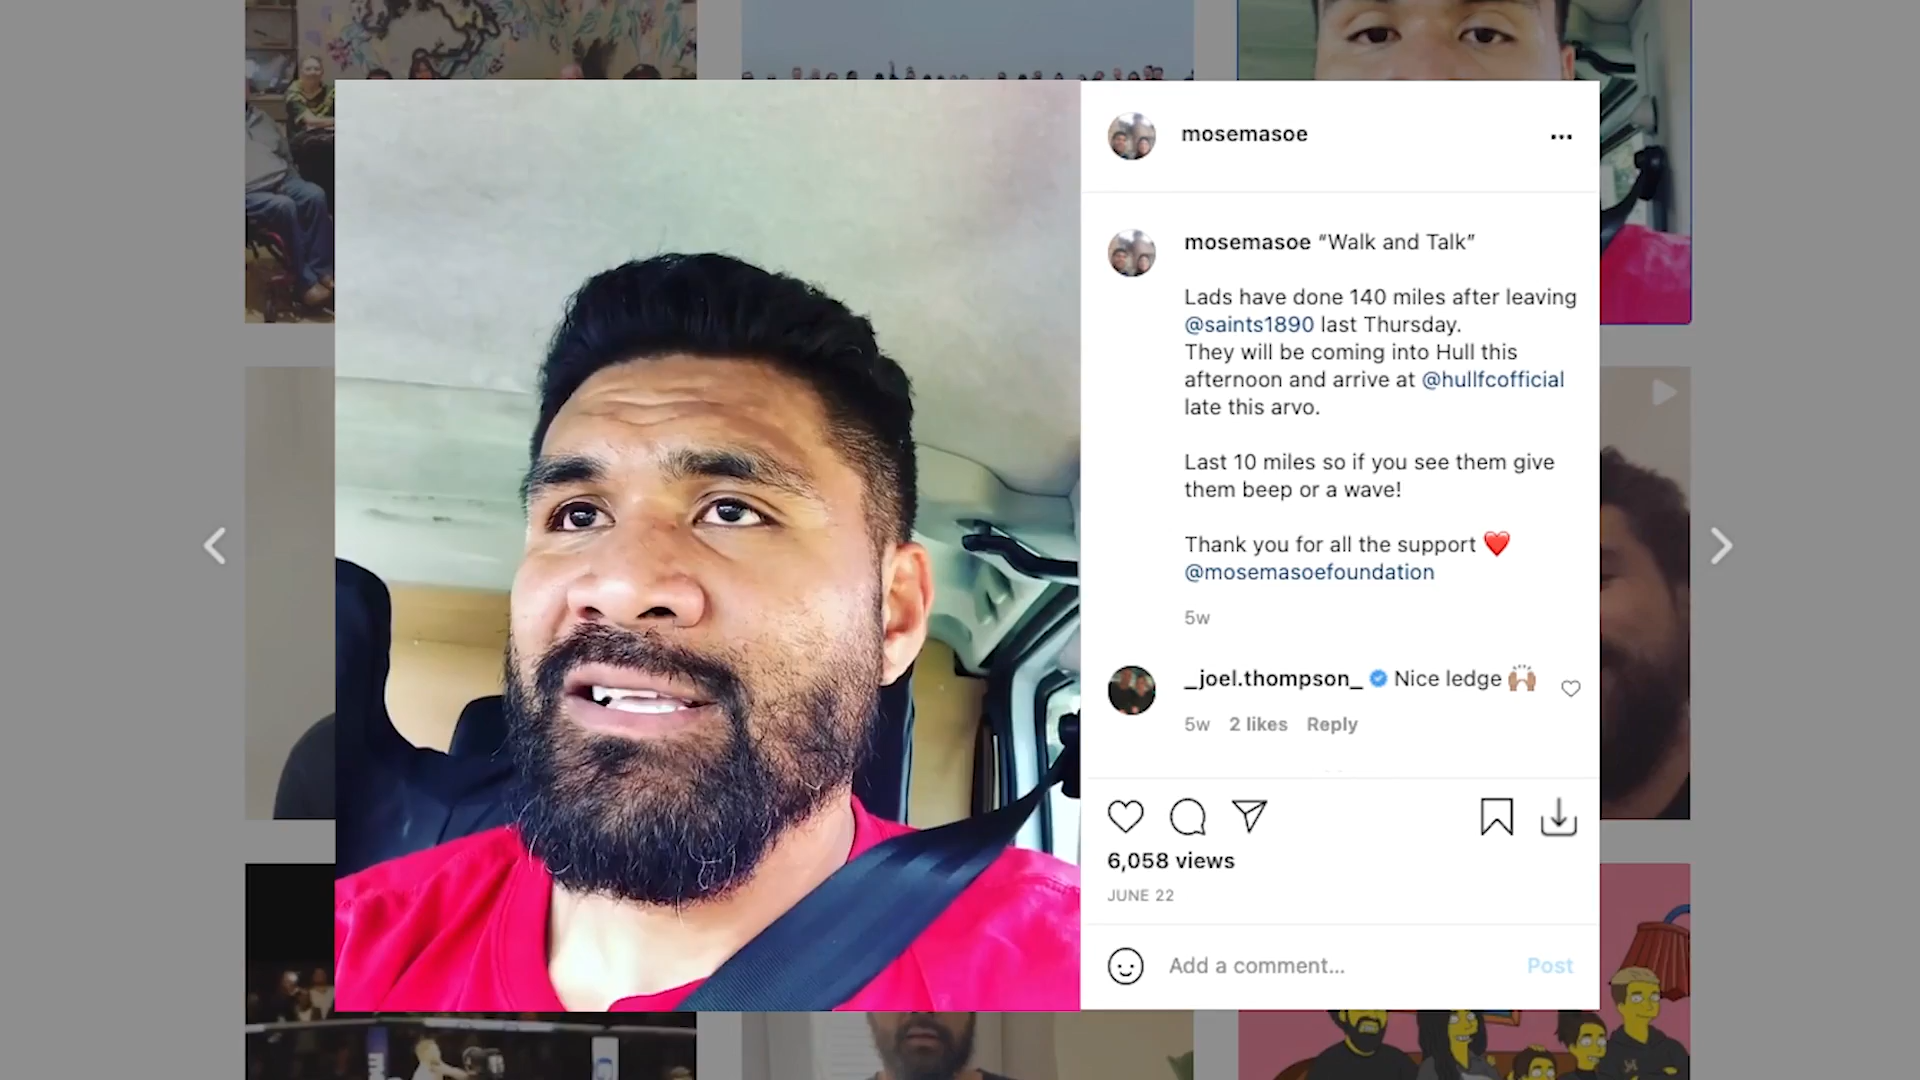 mosemasoe
mosemasoe “Walk and Talk”
Lads have done 140 miles after leaving
@saints1890 last Thursday.
They will be coming into Hull this
afternoon and arrive at @hullfcofficial
late this arvo.
Last 10 miles so if you see them give
them beep or a wave!
Thank you for all the support ❤️
@mosemasoefoundation
5w
_joel.thompson_ Nice ledge 🙌🏽
5w 2 likes Reply
6,058 views
JUNE 22
Add a comment... Post